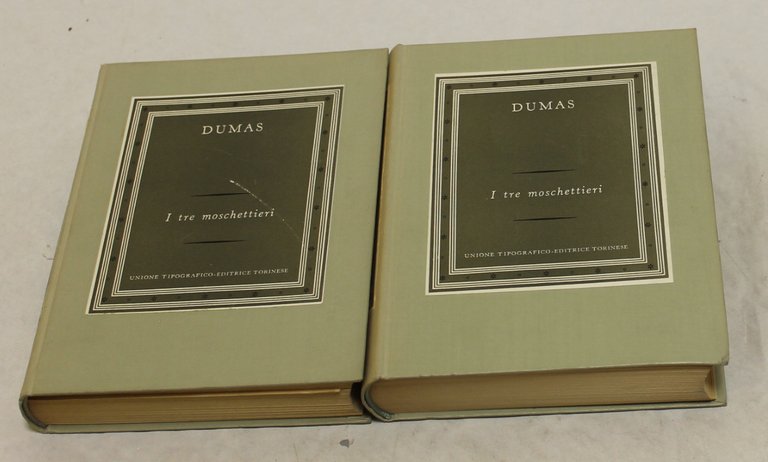 DUMAS
I tre moschettieri
UNIONE TIPOGRAFICO-EDITRICE TORINESE
DUMAS
I tre moschettieri
UNIONE TIPOGRAFICO-EDITRICE TORINESE